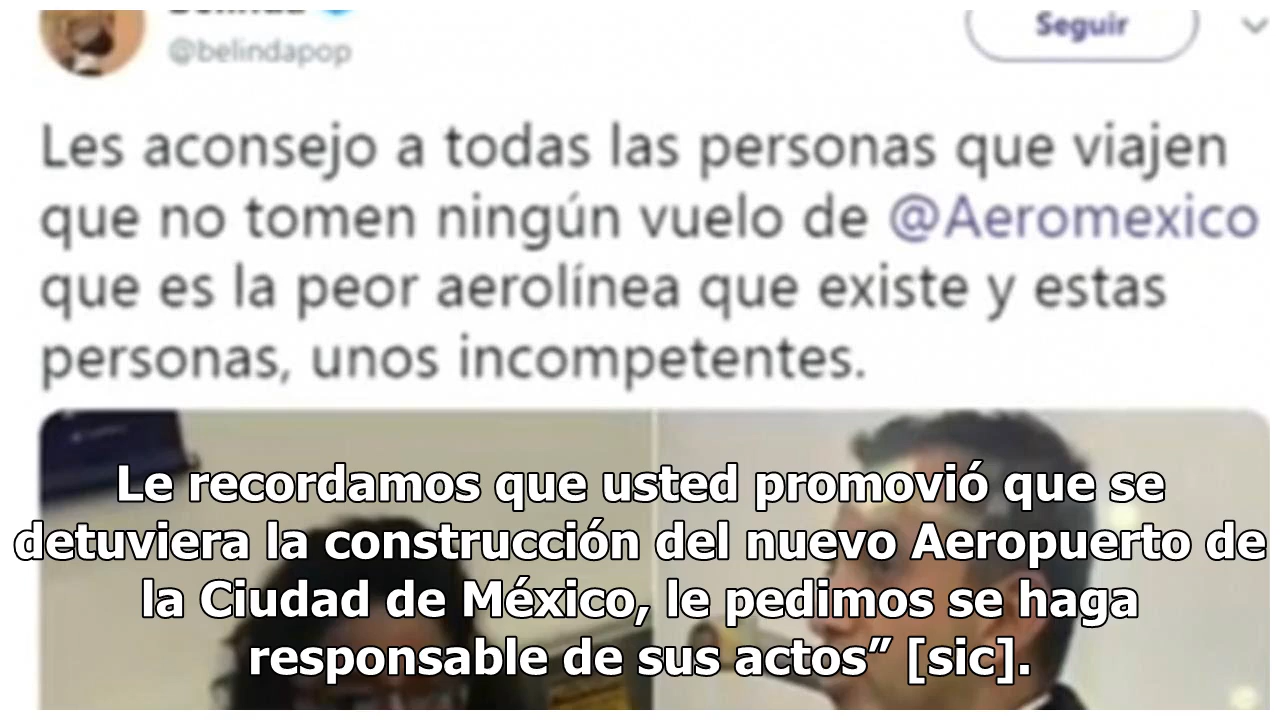 Belinda
@belindapop
Seguir
Les aconsejo a todas las personas que viajen
que no tomen ningún vuelo de @Aeromexico
que es la peor aerolínea que existe y estas
personas, unos incompetentes.
Le recordamos que usted promovió que se
detuviera la construcción del nuevo Aeropuerto de
la Ciudad de México, le pedimos se haga
responsable de sus actos” [sic].